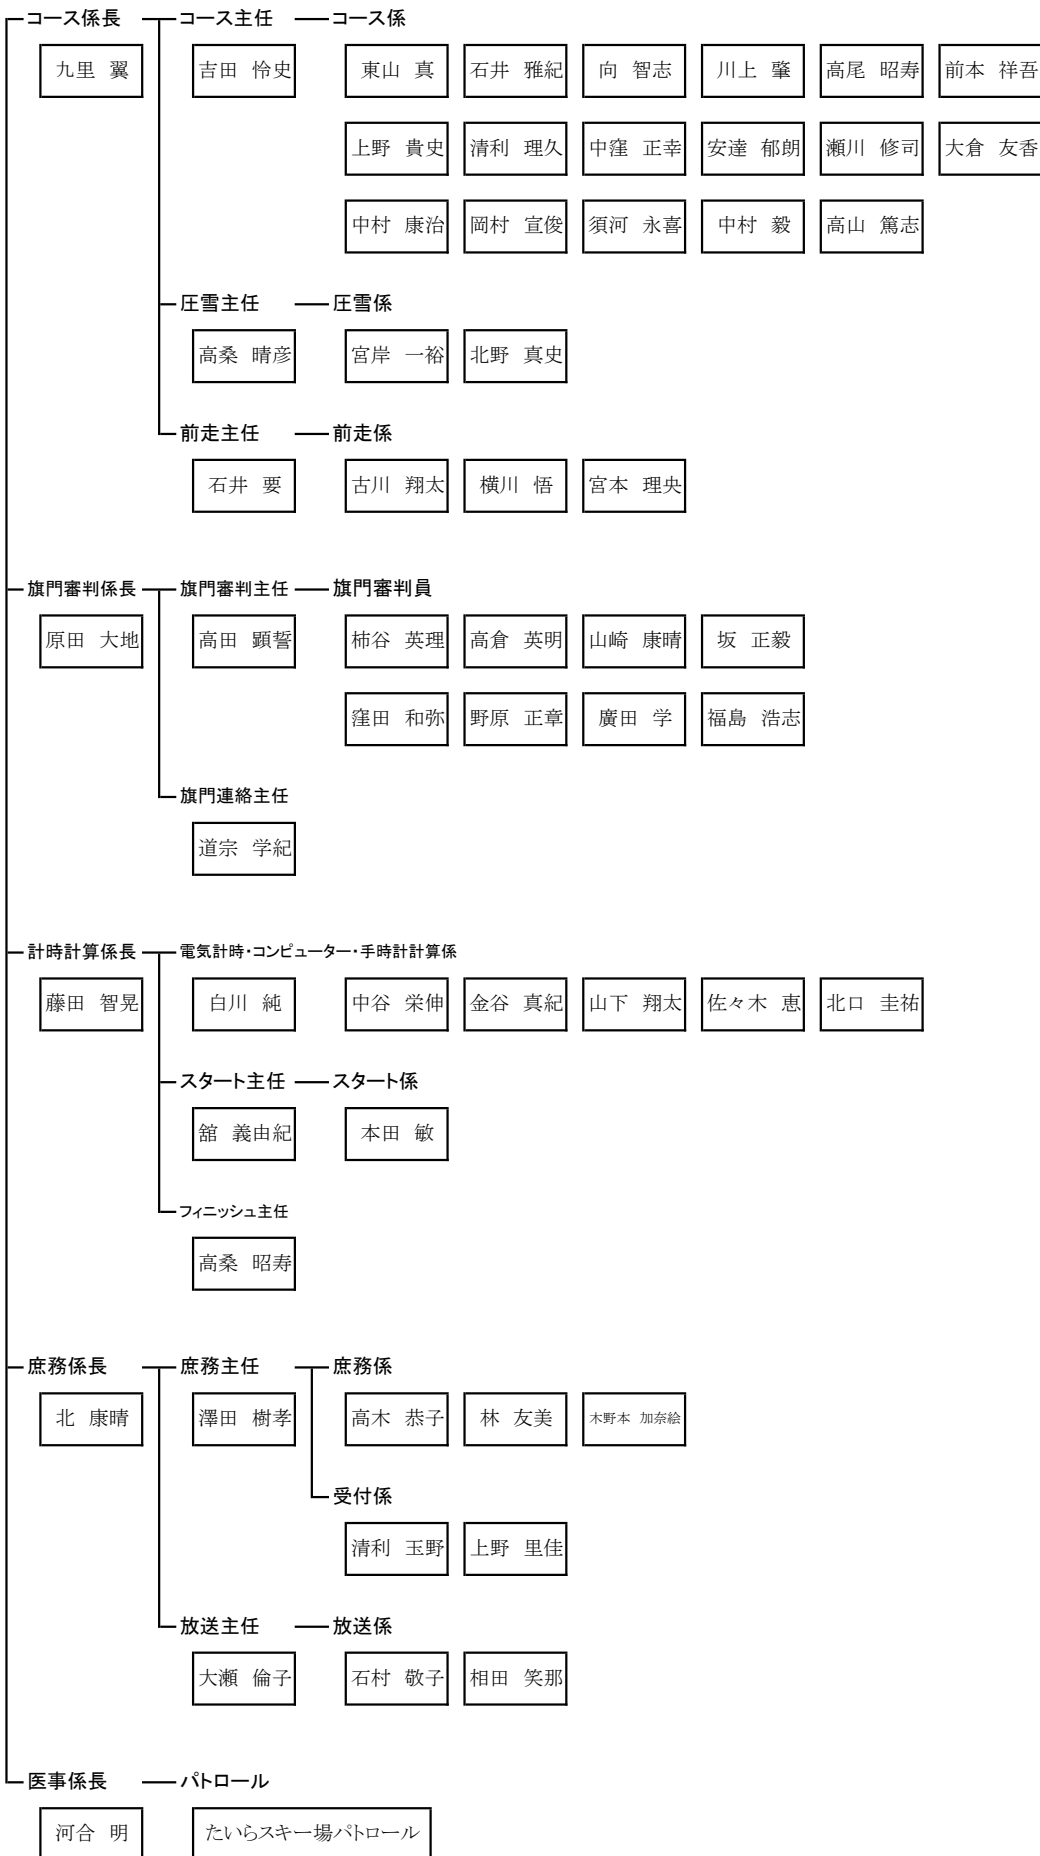 コース係長 コース主任 コース係
九里 翼 吉田 怜史 東山 真 石井 雅紀 向 智志 川上 肇 高尾 昭寿 前本 祥吾
上野 貴史 清利 理久 中窪 正幸 安達 郁朗 瀬川 修司 大倉 友香
中村 康治 岡村 宣俊 須河 永喜 中村 毅 高山 篤志
圧雪主任 圧雪係
高桑 晴彦 宮岸 一裕 北野 真史
前走主任 前走係
石井 要 古川 翔太 横川 悟 宮本 理央
旗門審判係長 旗門審判主任 旗門審判員
原田 大地 高田 顕誓 柿谷 英理 高倉 英明 山崎 康晴 坂 正毅
窪田 和弥 野原 正章 廣田 学 福島 浩志
旗門連絡主任
道宗 学紀
計時計算係長 電気計時・コンピューター・手時計計算係
藤田 智晃 白川 純 中谷 栄伸 金谷 真紀 山下 翔太 佐々木 恵 北口 圭祐
スタート主任 スタート係
舘 義由紀 本田 敏
フィニッシュ主任
高桑 昭寿
庶務係長 庶務主任 庶務係
北 康晴 澤田 樹孝 高木 恭子 林 友美 木野本 加奈絵
受付係
清利 玉野 上野 里佳
放送主任 放送係
大瀬 倫子 石村 敬子 相田 笑那
医事係長 パトロール
河合 明 たいらスキー場パトロール